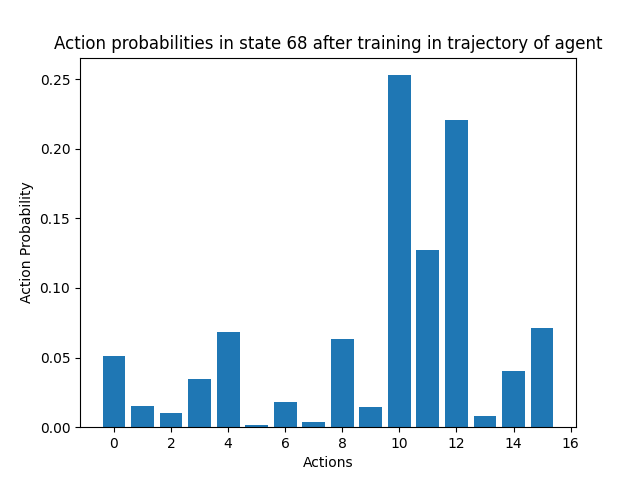 Action probabilities in state 68 after training in trajectory of agent
0.25
0.20
0.15
0.10
0.05
0.00
Action Probability
0 2 4 6 8 10 12 14 16
Actions